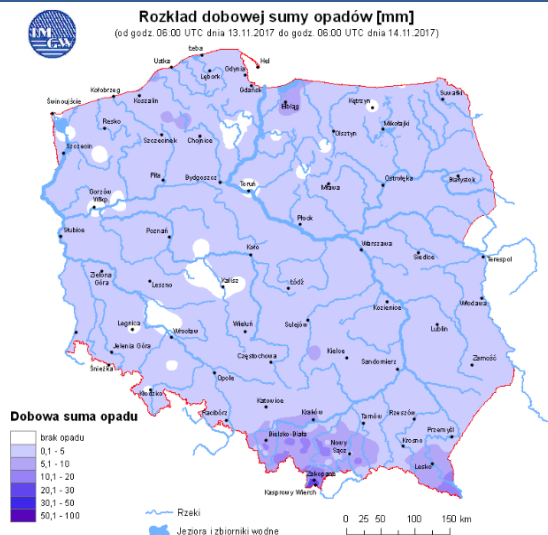 Rozkład dobowej sumy opadów [mm]
(od godz. 06:00 UTC dnia 13.11.2017 do godz. 06:00 UTC dnia 14.11.2017)
IM
GW
Łeba
Hel
Ustka
Gdynia
Lębork
Gdańsk
Kołobrzeg
Koszalin
Suwałki
Świnoujście
Elbląg
Kętrzyn
Resko
Mikołajki
Olsztyn
Szczecinek
Chojnice
Szczecin
Piła
Bydgoszcz
Toruń
Mława
Ostrołęka
Białystok
Gorzów
Wlkp.
Płock
Słubice
Poznań
Koło
Warszawa
Siedlce
Terespol
Zielona
Góra
Leszno
Kalisz
Łódź
Kozienice
Włodawa
Legnica
Wrocław
Wieluń
Sulejów
Lublin
Jelenia Góra
Śnieżka
Częstochowa
Kielce
Sandomierz
Zamość
Kłodzko
Opole
Racibórz
Katowice
Kraków
Tarnów
Rzeszów
Przemyśl
Bielsko-Biała
Nowy
Sącz
Krosno
Lesko
Zakopane
Kasprowy Wierch
Dobowa suma opadu
brak opadu
0,1 - 5
5,1 - 10
10,1 - 20
20,1 - 30
30,1 - 50
50,1 - 100
Rzeki
Jeziora i zbiorniki wodne
0 25 50 100 150 km